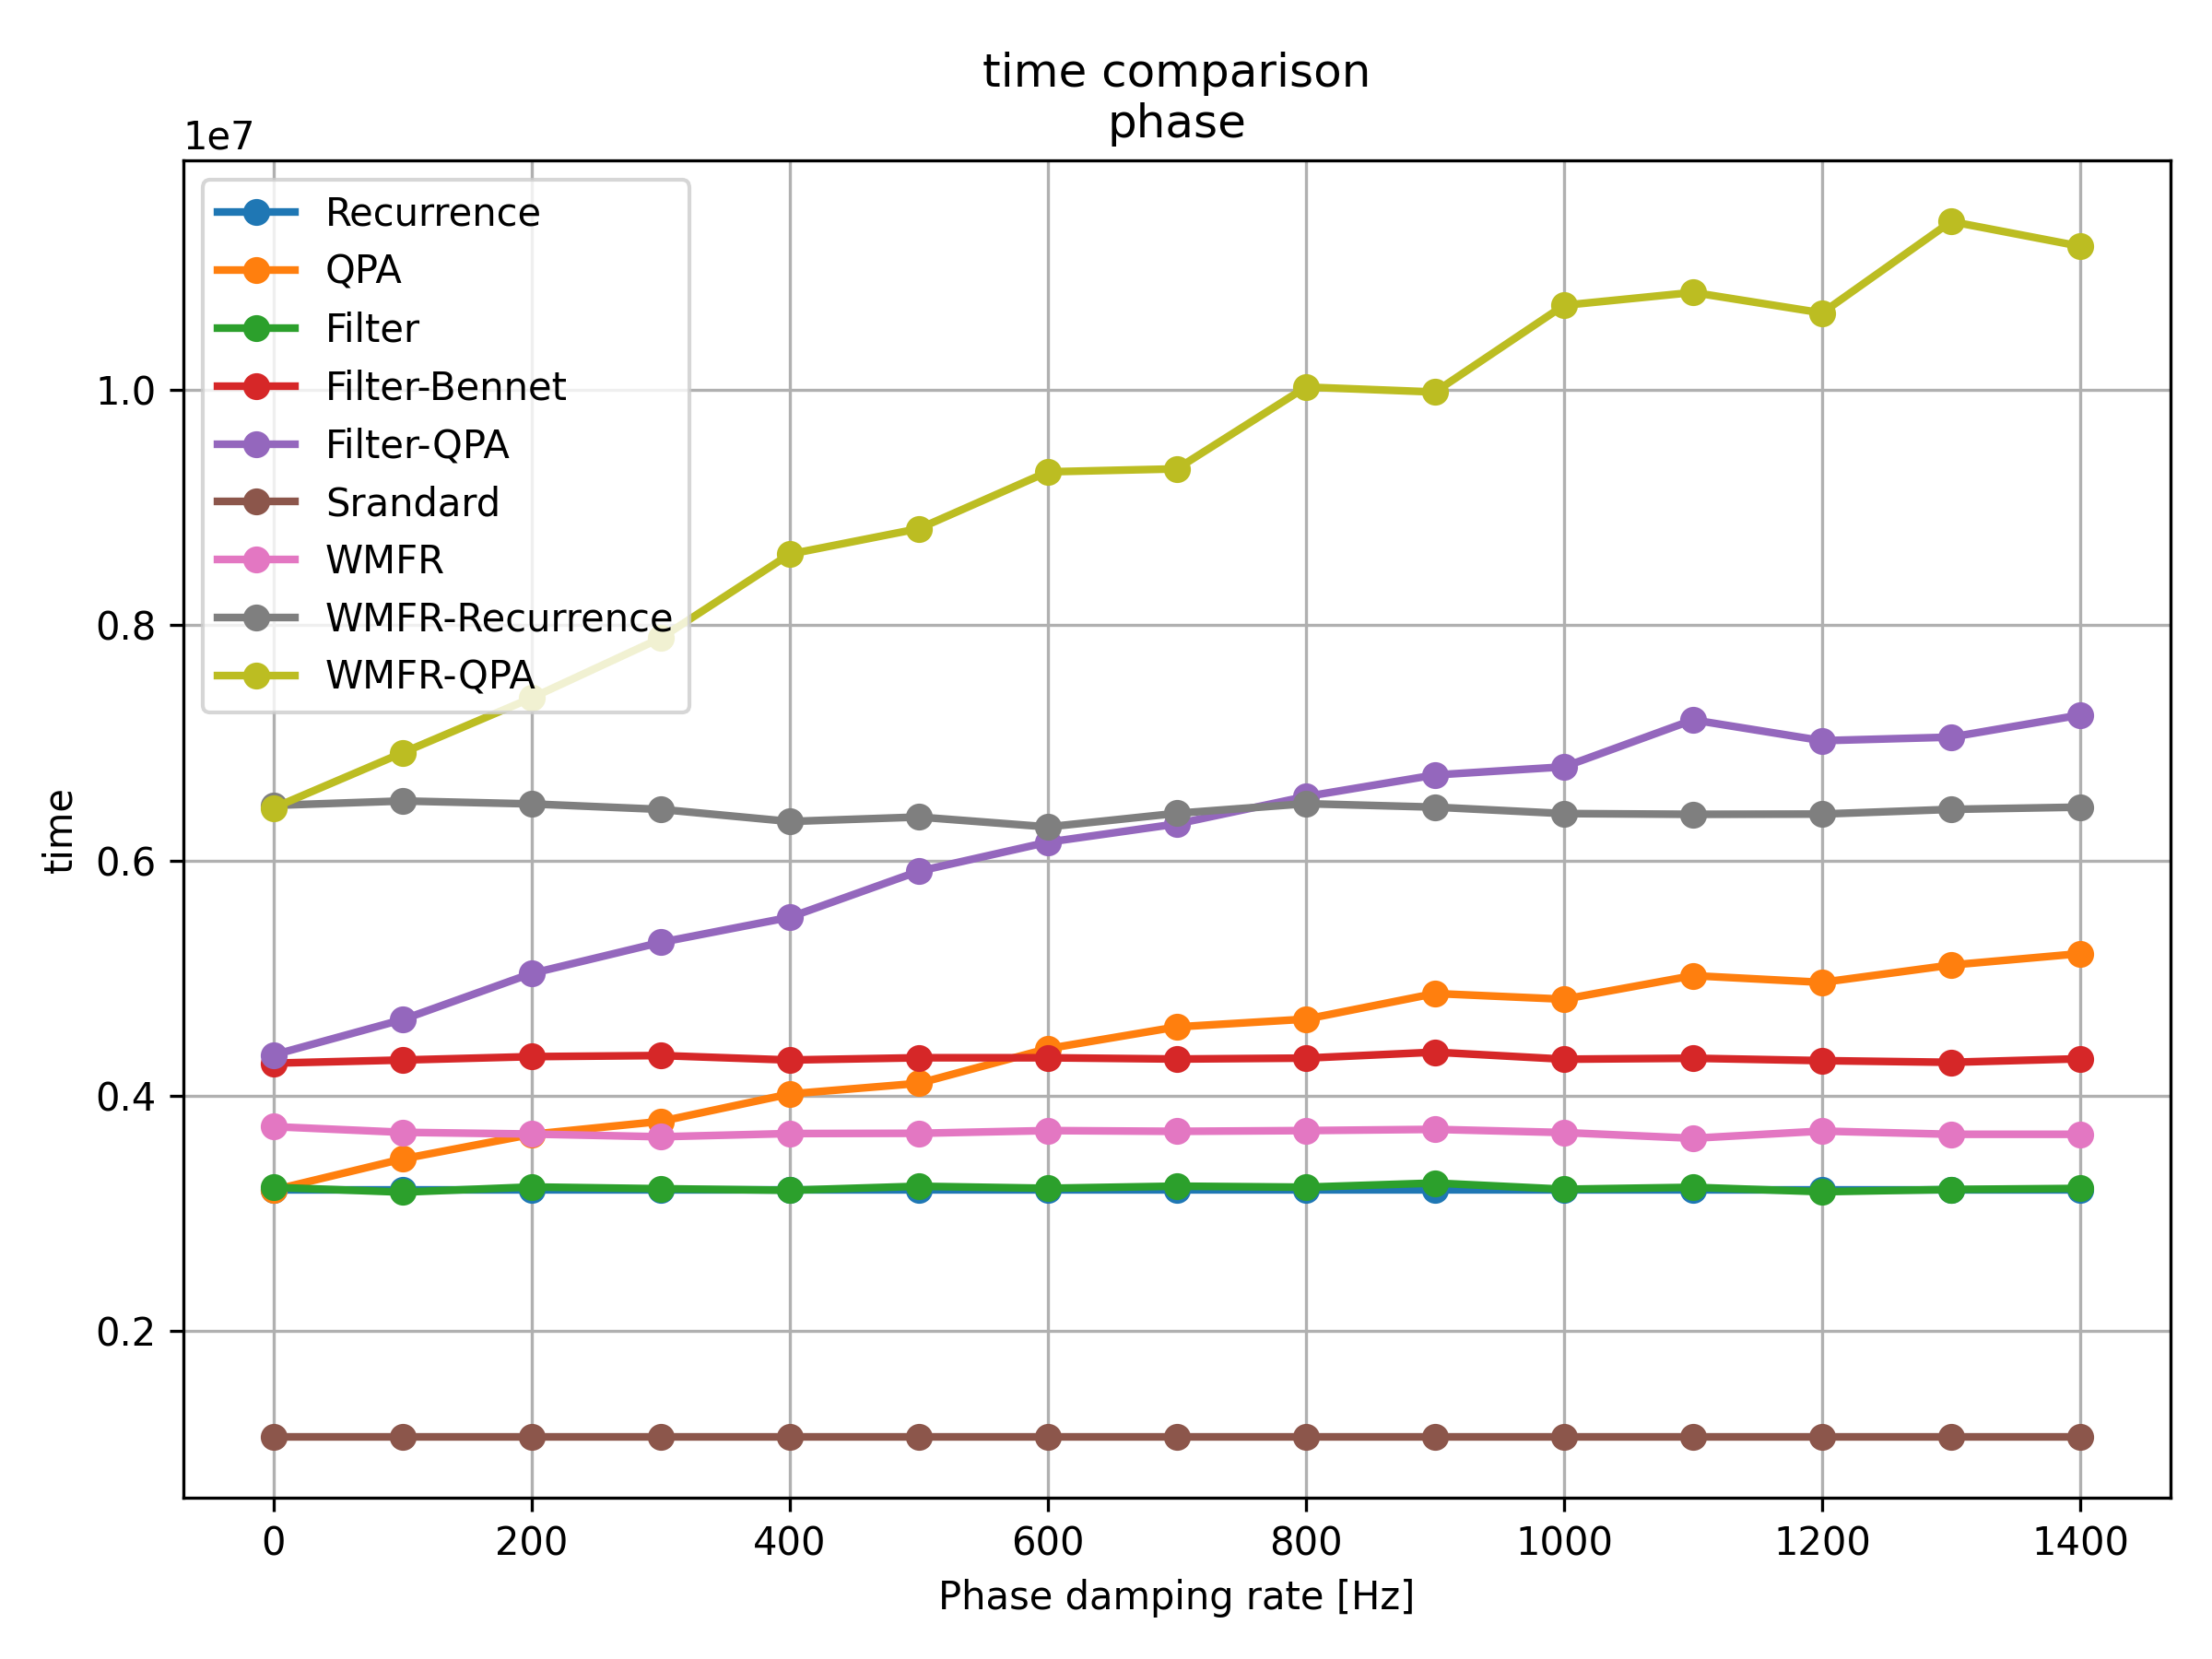 time comparison
phase
1e7
Recurrence
QPA
Filter
Filter-Bennet
Filter-QPA
Srandard
WMFR
WMFR-Recurrence
WMFR-QPA
1.0
0.8
0.6
0.4
0.2
time
0 200 400 600 800 1000 1200 1400
Phase damping rate [Hz]